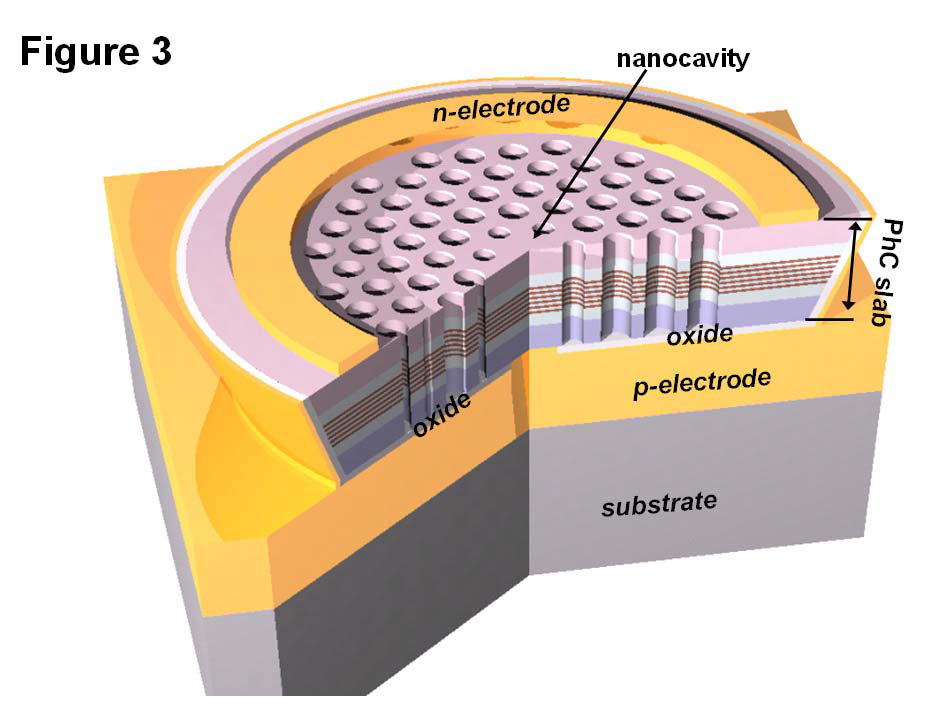 Figure 3
nanocavity
n-electrode
PhC slab
oxide
p-electrode
oxide
substrate